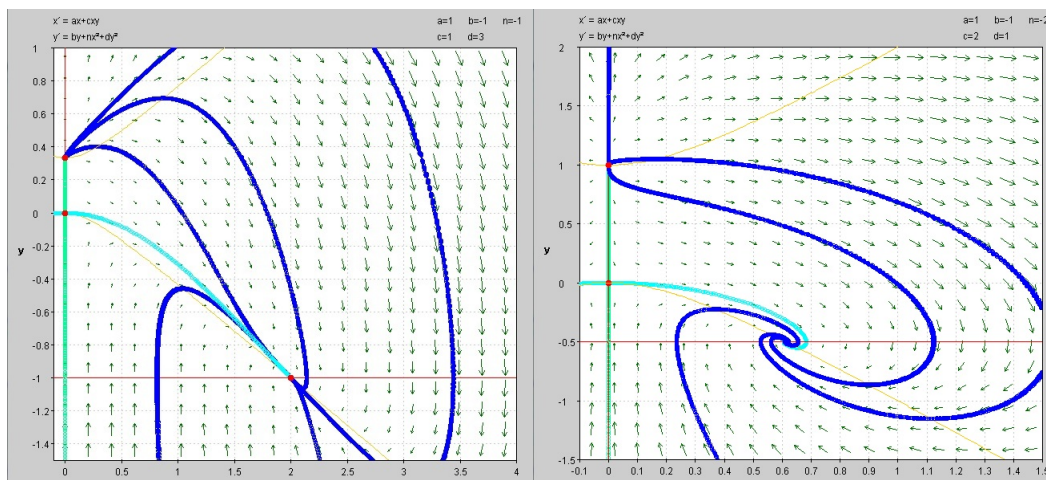 x' = ax+cxy
y' = by+nx²+dy²
a=1 b=-1 n=-1
c=1 d=3
1
0.8
0.6
0.4
0.2
0
y
-0.2
-0.4
-0.6
-0.8
-1
-1.2
-1.4
0 0.5 1 1.5 2 2.5 3 3.5 4
x' = ax+cxy
y' = by+nx²+dy²
a=1 b=-1 n=-2
c=2 d=1
2
1.5
1
0.5
y
0
-0.5
-1
-1.5
-0.1 0 0.1 0.2 0.3 0.4 0.5 0.6 0.7 0.8 0.9 1 1.1 1.2 1.3 1.4 1.5